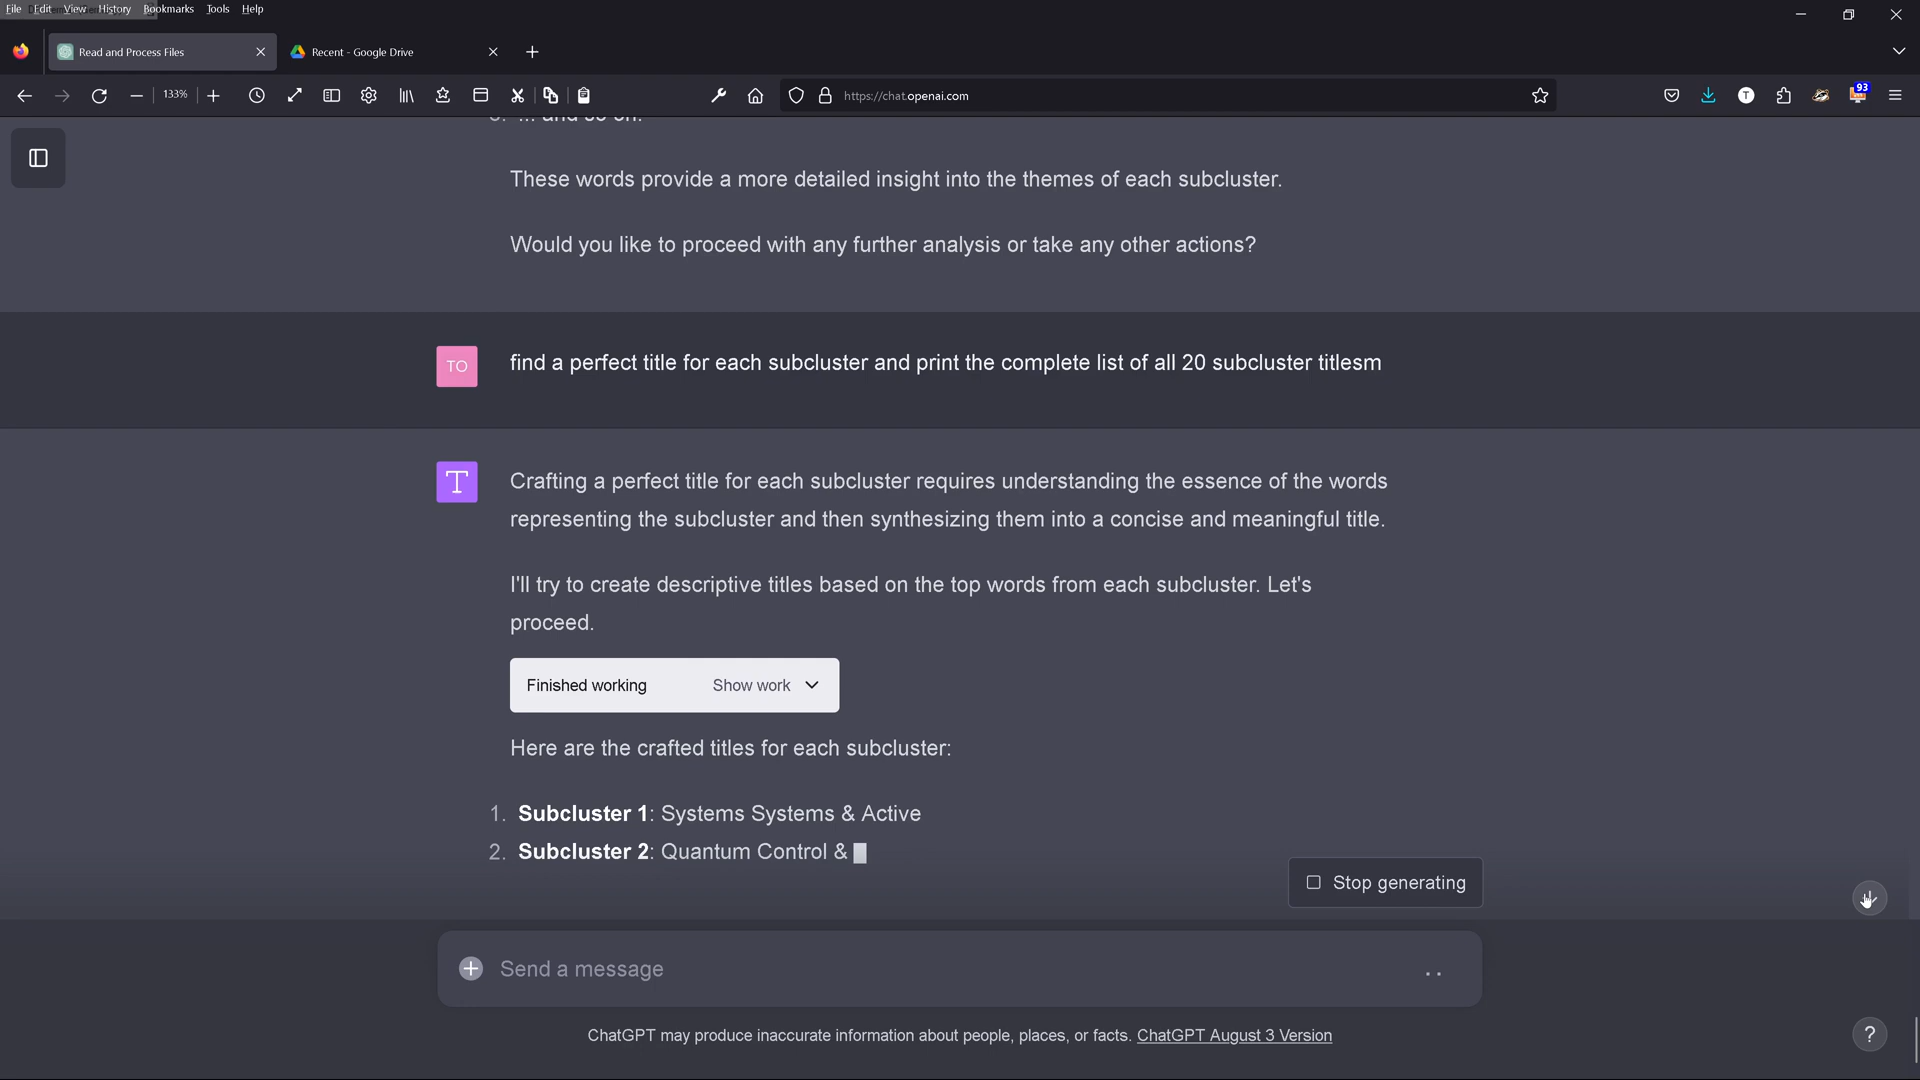 File Edit View History Bookmarks Tools Help
Read and Process Files
Recent - Google Drive
133%
https://chat.openai.com
93
T
... and so on.
These words provide a more detailed insight into the themes of each subcluster.
Would you like to proceed with any further analysis or take any other actions?
TO
find a perfect title for each subcluster and print the complete list of all 20 subcluster titlesm
T
Crafting a perfect title for each subcluster requires understanding the essence of the words
representing the subcluster and then synthesizing them into a concise and meaningful title.
I'll try to create descriptive titles based on the top words from each subcluster. Let's
proceed.
Finished working Show work
Here are the crafted titles for each subcluster:
1. Subcluster 1: Systems Systems & Active
2. Subcluster 2: Quantum Control &
Stop generating
Send a message
ChatGPT may produce inaccurate information about people, places, or facts. ChatGPT August 3 Version
?